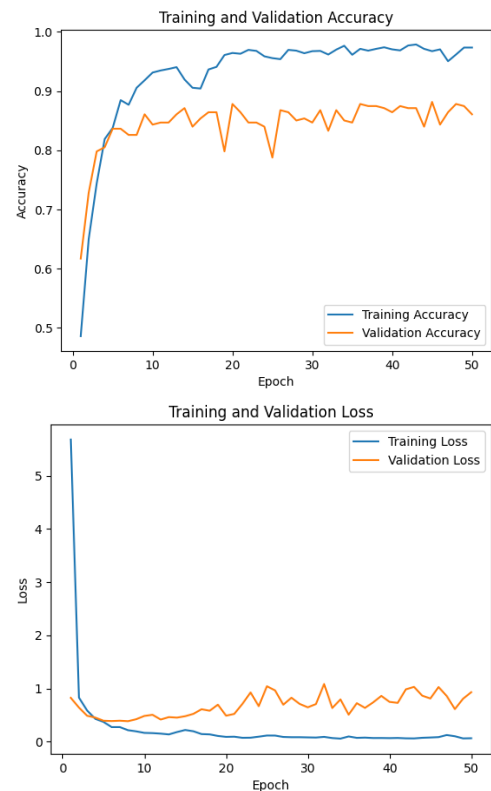 Training and Validation Accuracy
1.0
0.9
0.8
0.7
0.6
0.5
Accuracy
Training Accuracy
Validation Accuracy
0 10 20 30 40 50
Epoch
Training and Validation Loss
Training Loss
Validation Loss
5
4
3
2
1
0
Loss
0 10 20 30 40 50
Epoch